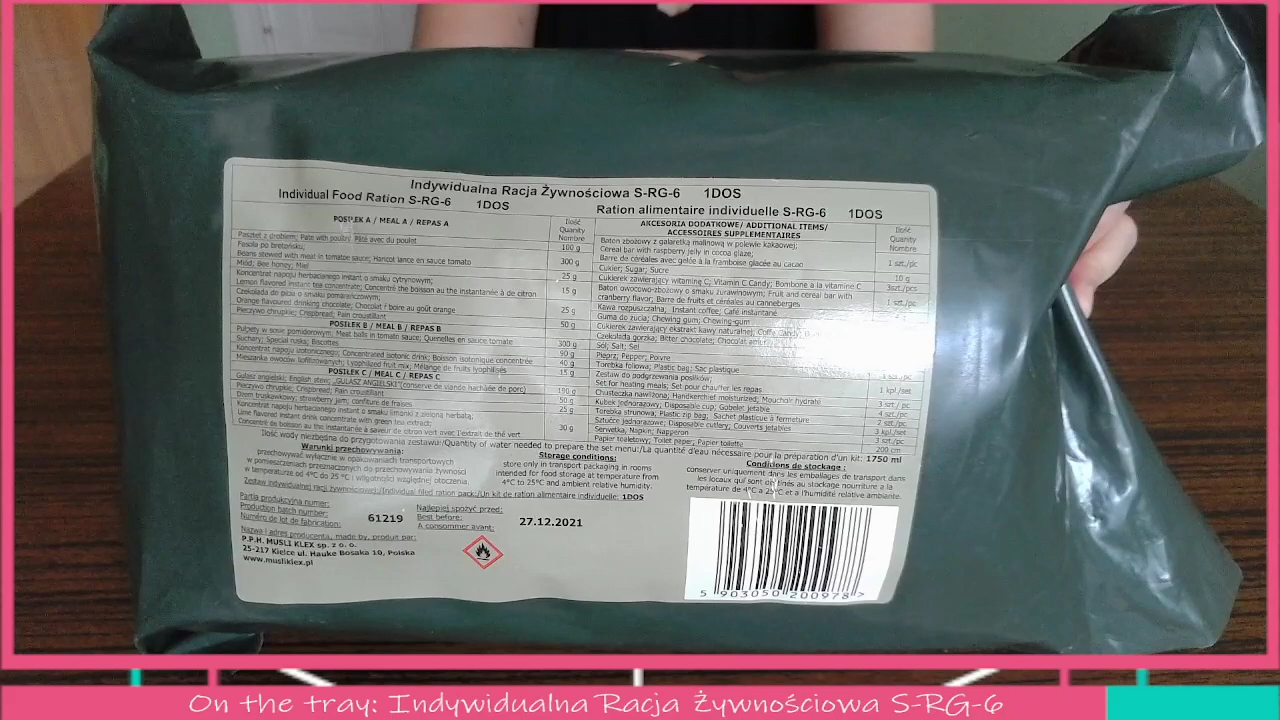 Indywidualna Racja Żywnościowa S-RG-6 1DOS
Individual Food Ration S-RG-6 1DOS
Ration alimentaire individuelle S-RG-6 1DOS
POSIŁEK A / MEAL A / REPAS A
Ilość
Quanity
Nombre
Pasztet z drobiem; Pate with poultry; Pâté avec du poulot
100 g
Fasola po bretońsku;
Beans stewed with meat in tomatoe sauce; Haricot lance en sauce tomato
300 g
Miód; Bee honey; Miel
25 g
Koncentrat napoju herbacianego instant o smaku cytrynowym;
Lemon flavored instant tea concentrate; Concentré the boisson au the instantanée à de citron
15 g
Czekolada do picia o smaku pomarańczowym;
Orange flavoured drinking chocolate; Chocolat r boire au goût orange
25 g
Pieczywo chrupkie; Crispbread; Pain croustillant
50 g
POSIŁEK B / MEAL B / REPAS B
Pulpety w sosie pomidorowym; Meat balls in tomato sauce; Quenelles en sauce tomate
300 g
Suchary; Special rusks; Biscottes
90 g
Koncentrat napoju izotonicznego; Concentrated isotonic drink; Boisson isotonique concentrée
40 g
Mieszanka owoców liofilizowanych; Lyophilized fruit mix; Mélange de fruits lyophilisés
15 g
POSIŁEK C / MEAL C / REPAS C
Gulasz angielski; English stew; „GULASZ ANGIELSKI"(conserve de viande hacháée de porc)
190 g
Pieczywo chrupkie; Crispbread; Pain croustillant
50 g
Dżem truskawkowy; strawberry jam; confiture de fraises
25 g
Koncentrat napoju herbacianego instant o smaku limonki z zieloną herbatą;
Lime flavored instant drink concentrate with green tea extract;
Concentré de boisson au the instantanée à saveur de citron vert avec l'extrait de thé vert
30 g
AKCESORIA DODATKOWE/ ADDITIONAL ITEMS/
ACCESSOIRES SUPPLEMENTAIRES
Ilość
Quanity
Nombre
Baton zbożowy z galaretką malinową w polewie kakaowej;
Cereal bar with raspberry jelly in cocoa glaze;
Barre de céréales avec gelée à la framboise glacée au cacao
1 szt./pc
Cukier; Sugar; Sucre
10 g
Cukierek zawierający witaminę C; Vitamin C Candy; Bombone a la vitamine C
3szt./pcs
Baton owocowo-zbożowy o smaku żurawinowym; Fruit and cereal bar with
cranberry flavor; Barre de fruits et céréales au canneberges
1 szt./pc
Kawa rozpuszczalna; Instant coffee; Café instantané
Guma do żucia; Chewing gum; Chewing-gum
Cukierek zawierający ekstrakt kawy naturalnej; Coffe Candy;
Czekolada gorzka; Bitter chocolate; Chocolat amer
Sól; Salt; Sel
Pieprz; Pepper; Poivre
Torebka foliowa; Plastic bag; Sac plastique
Zestaw do podgrzewania posiłków;
Set for heating meals; Set pour chauffer les repas
1 kpl./set
Chusteczka nawilżona; Handkerchief moisturized; Mouchoir hydraté
3 szt / pc
Kubek jednorazowy; Disposable cup; Gobelet jetable
4 szt./pc
Torebka strunowa; Plastic zip bag; Sachet plastique à fermeture
2 szt./pc
Sztućce jednorazowe; Disposable cutlery; Couverts jetables
3 kpl./set
Serwetka, Napkin; Napperon
3 szt./pc
Papier toaletowy; Toilet paper; Papier toilette
200 cm
Ilość wody niezbędna do przygotowania zestawu:/Quantity of water needed to prepare the set menu:/La quantité d'eau nécessaire pour la préparation d'un kit: 1750 ml
Warunki przechowywania:
przechowywać wyłącznie w opakowaniach transportowych
w pomieszczeniach przeznaczonych do przechowywania żywności
w temperaturze od 4°C do 25 °C i wilgotności względnej otoczenia.
Storage conditions:
store only in transport packaging in rooms
intended for food storage at temperature from
4°C to 25°C and ambient relative humidity.
Condicions de stockage :
conserver uniquement dans les emballages de transport dans
les locaux qui sont destinés au stockage nourriture a la
temperature de 4°C a 25°C et a l'humidité relative ambiante.
Zestaw indywidualnej racji żywnościowej:/Individual filed ration pack:/Un kit de ration alimentaire individuelle: 1DOS
Partia produkcyjna numer:
Production batch number:
Numéro de lot de fabrication:
61219
Najlepiej spożyć przed:
Best before:
A consommer avant:
27.12.2021
Nazwa i adres producenta, made by, produit par:
P.P.H. MUSLI KLEX sp. z o. o.
25-217 Kielce ul. Hauke Bosaka 10, Polska
www.musliklex.pl
5 903050 200978 >
On the tray: Indywidualna Racja Żywnościowa S-RG-6